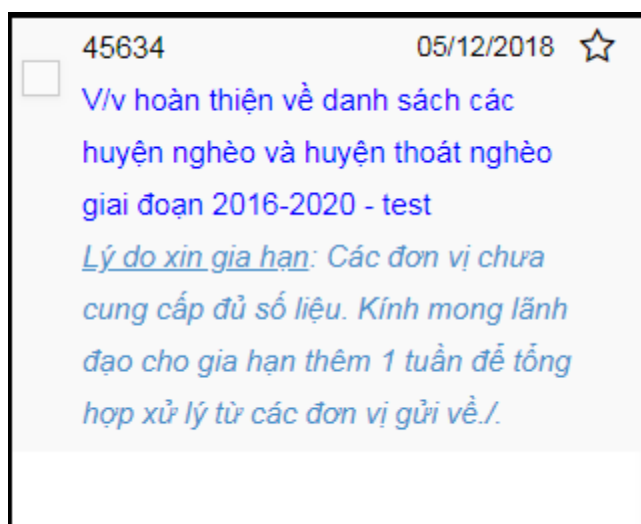 45634 05/12/2018
V/v hoàn thiện về danh sách các
huyện nghèo và huyện thoát nghèo
giai đoạn 2016-2020 - test
Lý do xin gia hạn: Các đơn vị chưa
cung cấp đủ số liệu. Kính mong lãnh
đạo cho gia hạn thêm 1 tuần để tổng
hợp xử lý từ các đơn vị gửi về./.